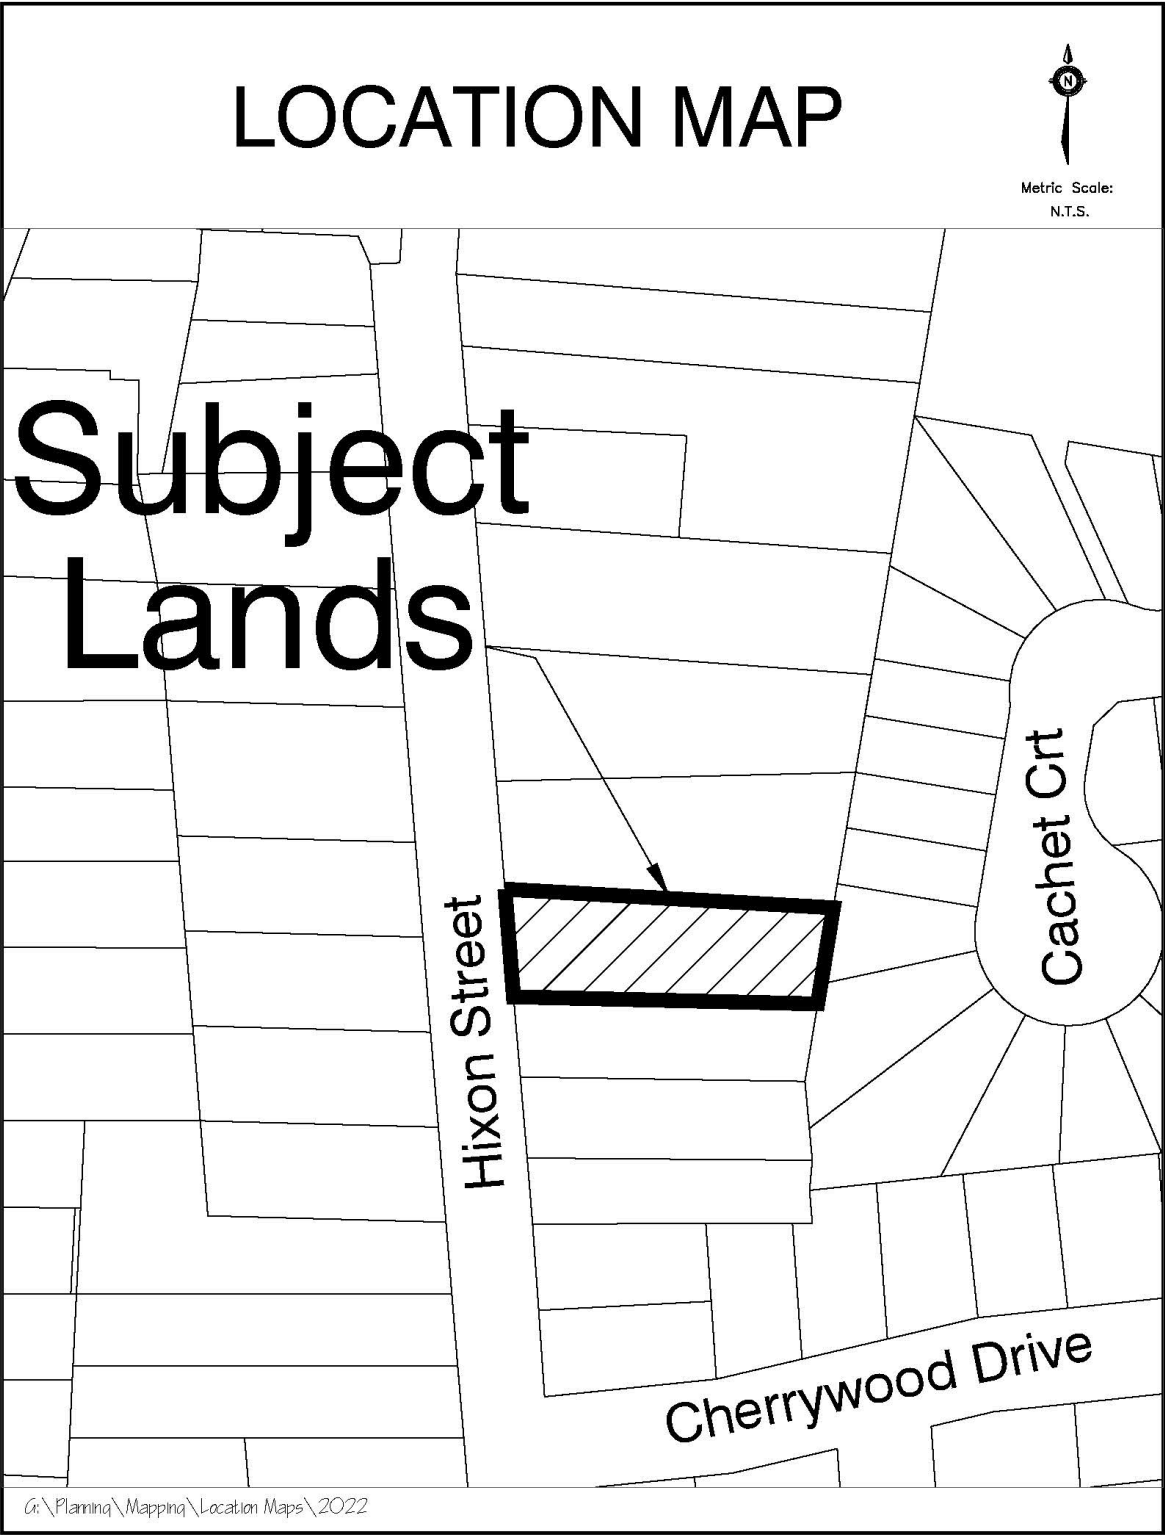 LOCATION MAP
N
Metric Scale:
N.T.S.
Subject
Lands
Cachet Crt
Hixon Street
Cherrywood Drive
G:\Planning\Mapping\Location Maps\2022